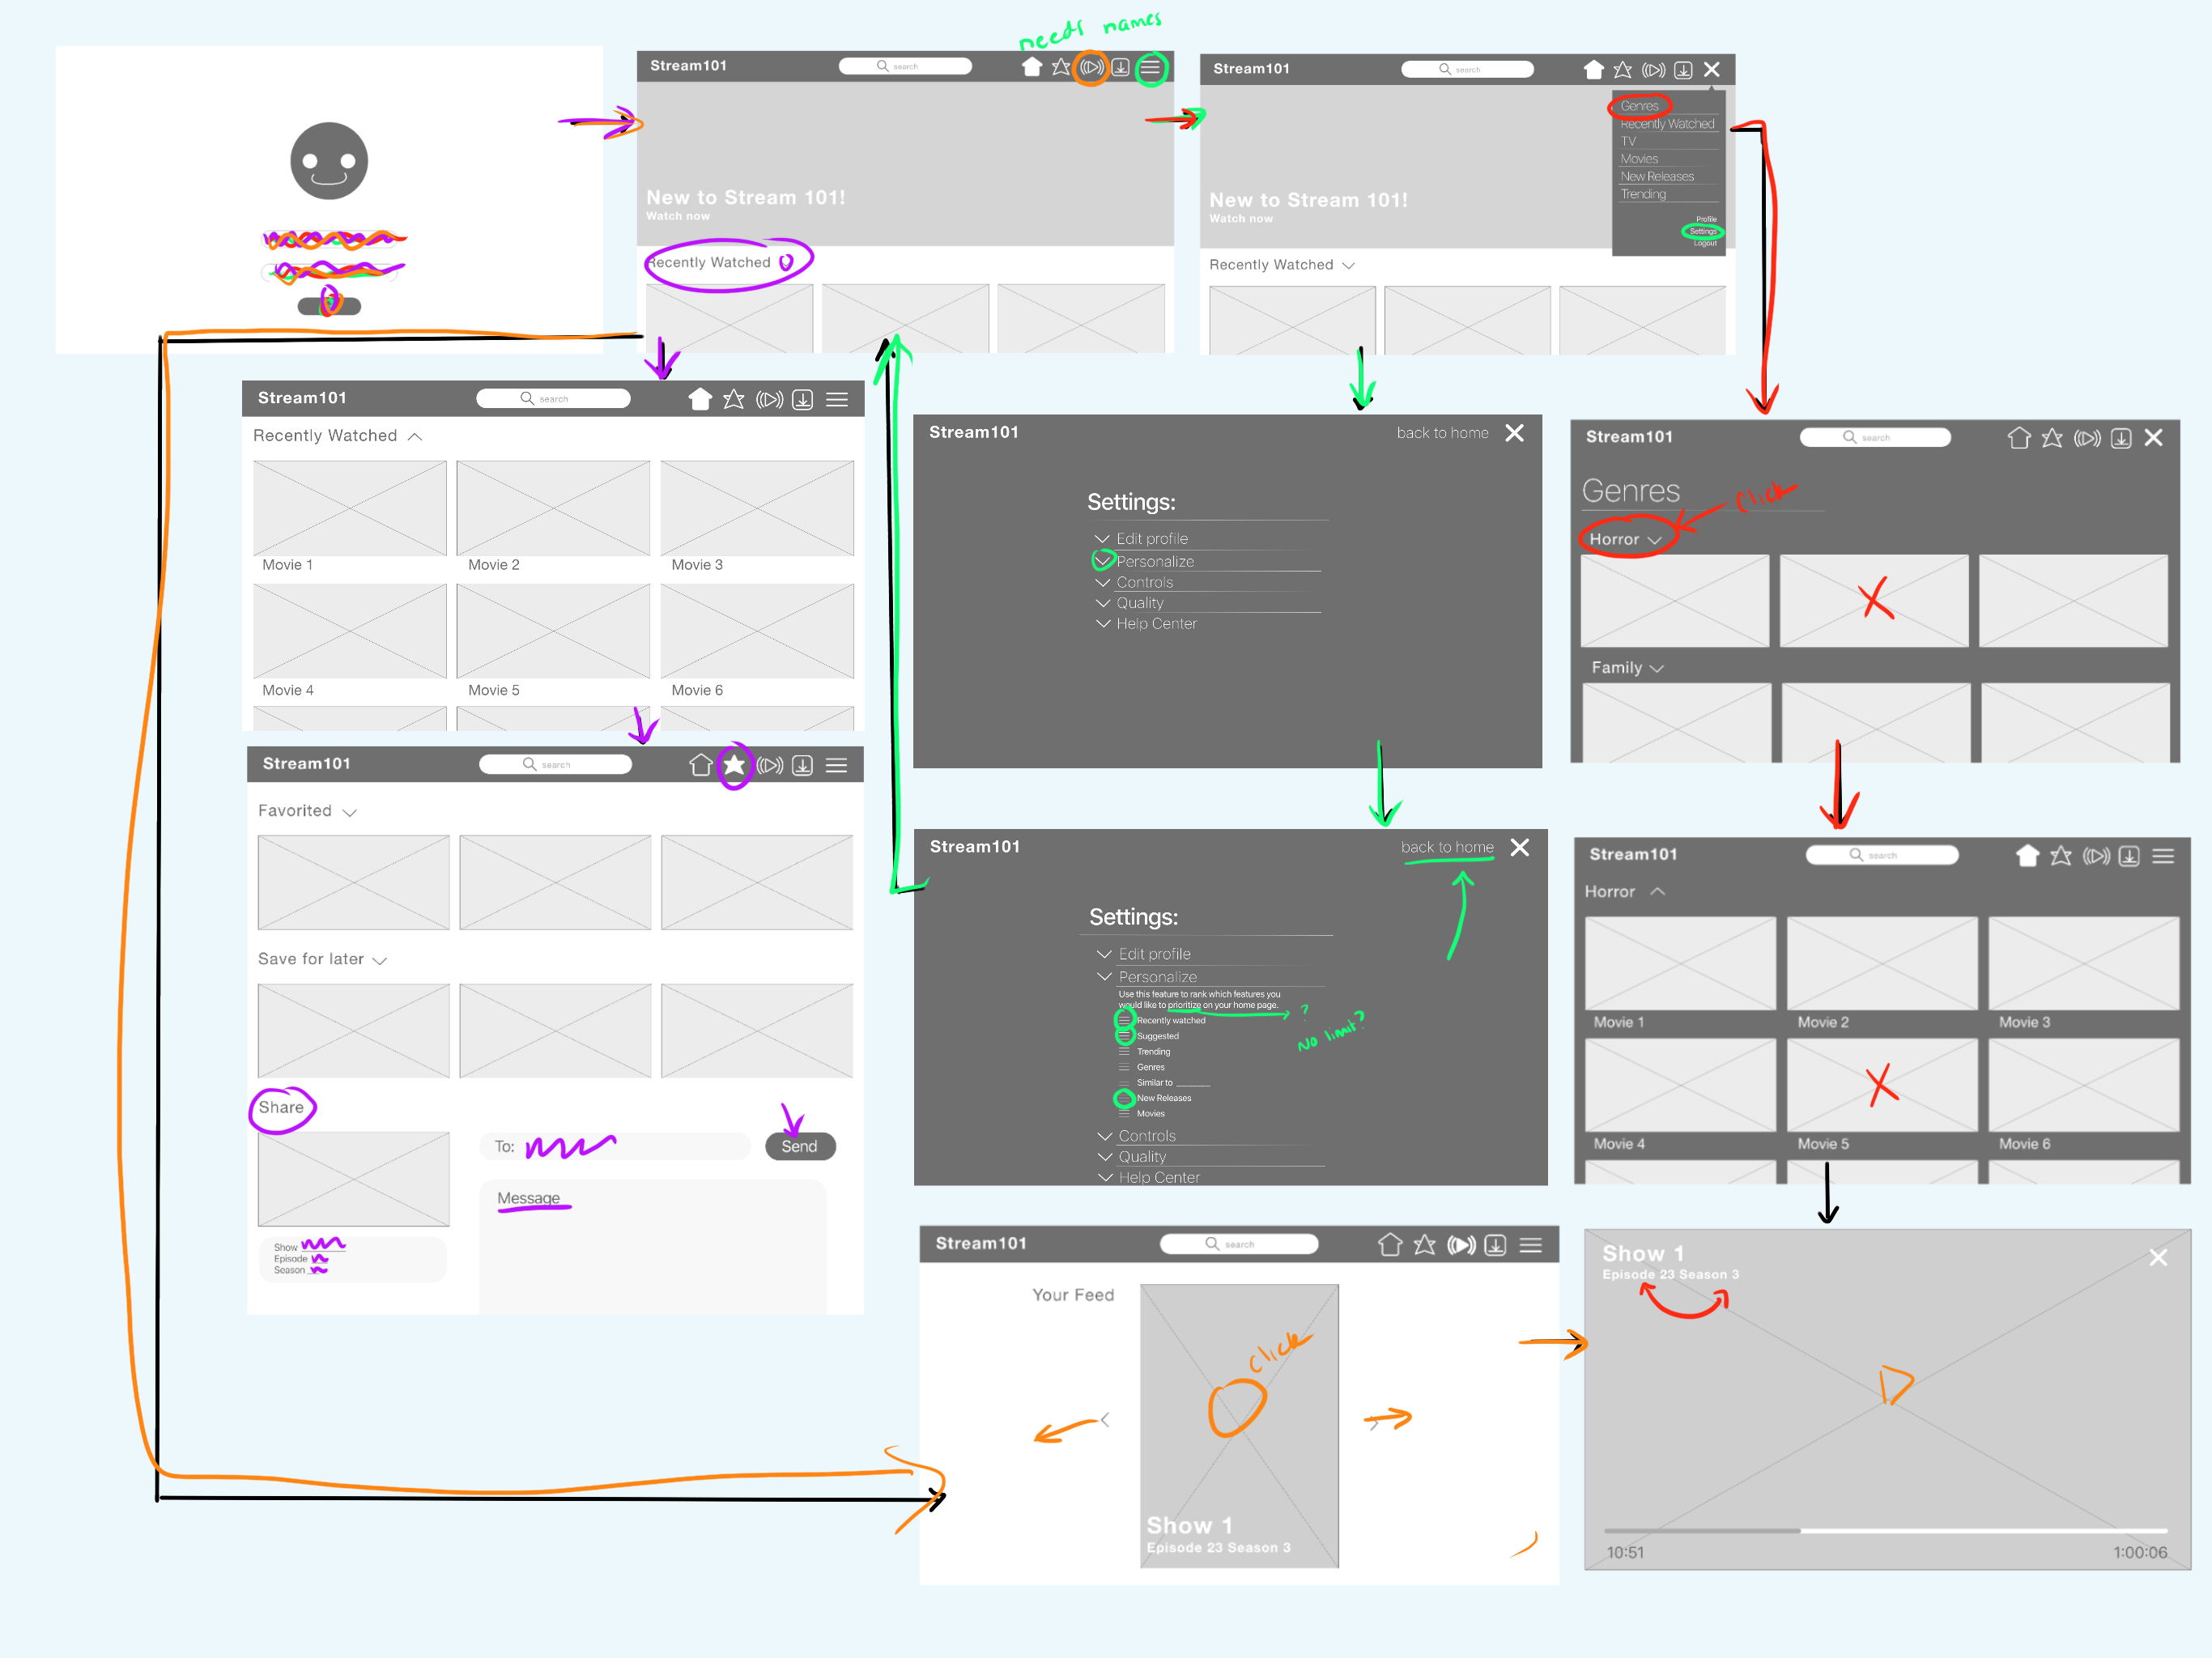 needs names
Stream101
search
New to Stream 101!
Watch now
Recently Watched
Stream101
search
Genres
Recently Watched
TV
Movies
New Releases
Trending
Profile
Settings
Logout
New to Stream 101!
Watch now
Recently Watched
Stream101
search
Recently Watched
Movie 1
Movie 2
Movie 3
Movie 4
Movie 5
Movie 6
Stream101
back to home
Settings:
Edit profile
Personalize
Controls
Quality
Help Center
Stream101
search
Genres
Click
Horror
Family
Stream101
search
Favorited
Save for later
Share
To:
Send
Message
Show
Episode
Season
Stream101
back to home
Settings:
Edit profile
Personalize
Use this feature to rank which features you
would like to prioritize on your home page.
?
No limit?
Recently watched
Suggested
Trending
Genres
Similar to ________
New Releases
Movies
Controls
Quality
Help Center
Stream101
search
Horror
Movie 1
Movie 2
Movie 3
Movie 4
Movie 5
Movie 6
Stream101
search
Your Feed
Click
Show 1
Episode 23 Season 3
Show 1
Episode 23 Season 3
10:51
1:00:06